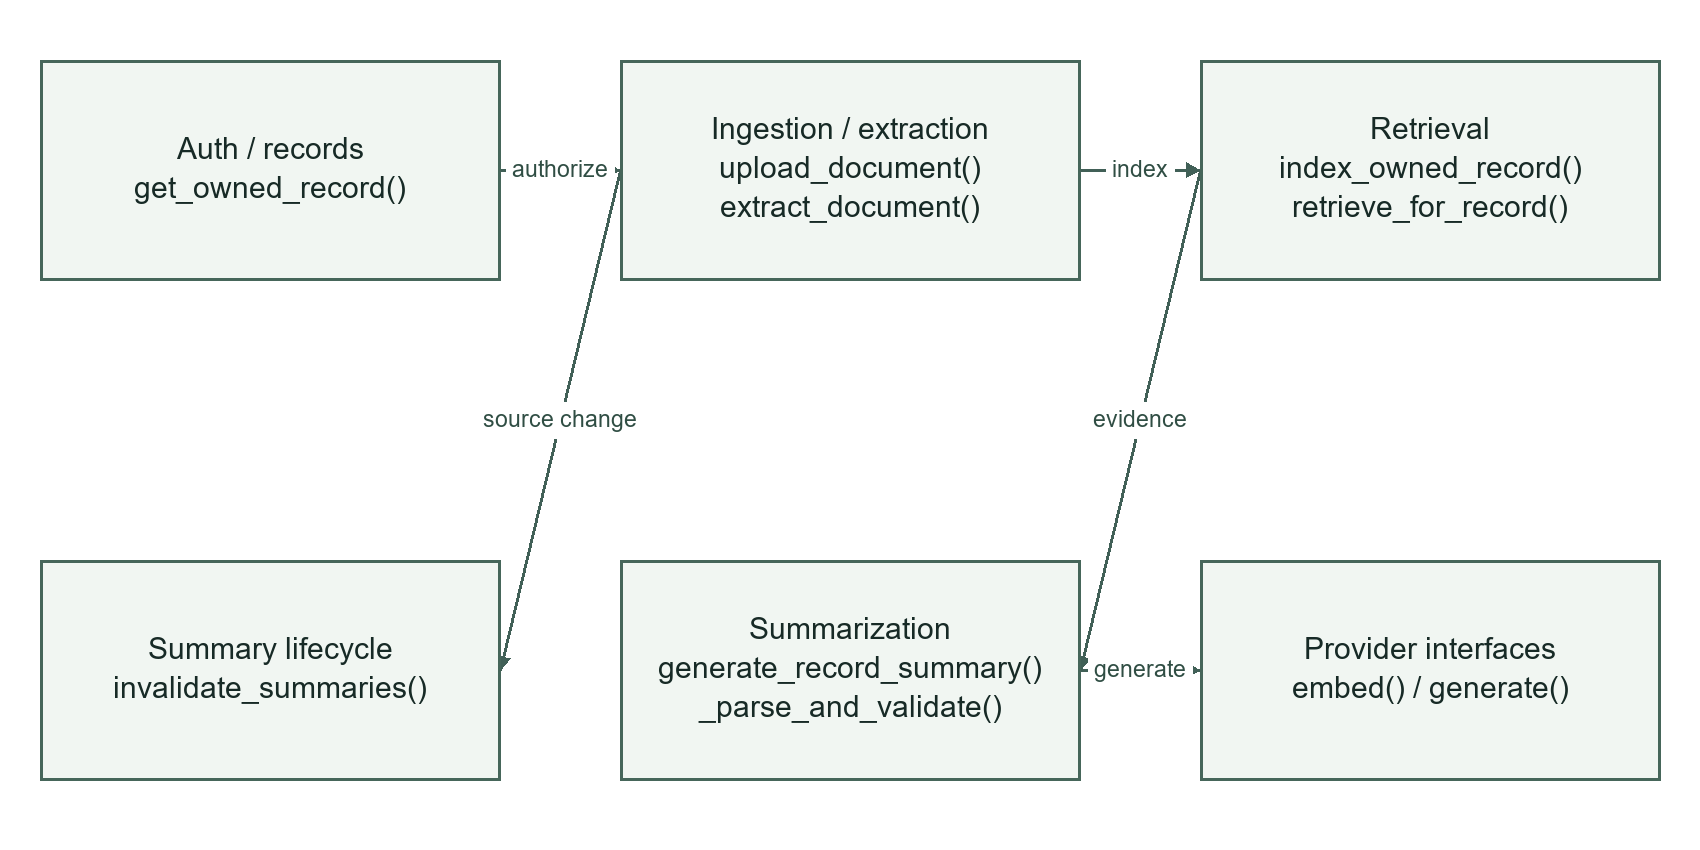 Auth / records
get_owned_record()
authorize
Ingestion / extraction
upload_document()
extract_document()
index
Retrieval
index_owned_record()
retrieve_for_record()
source change
evidence
Summary lifecycle
invalidate_summaries()
Summarization
generate_record_summary()
_parse_and_validate()
generate
Provider interfaces
embed() / generate()